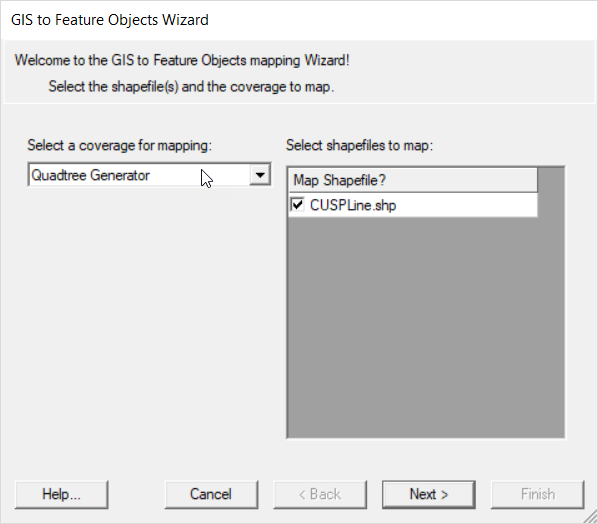 GIS to Feature Objects Wizard
Welcome to the GIS to Feature Objects mapping Wizard!
Select the shapefile(s) and the coverage to map.
Select a coverage for mapping:
Quadtree Generator
Select shapefiles to map:
Map Shapefile?
CUSPLine.shp
Help...
Cancel
< Back
Next >
Finish